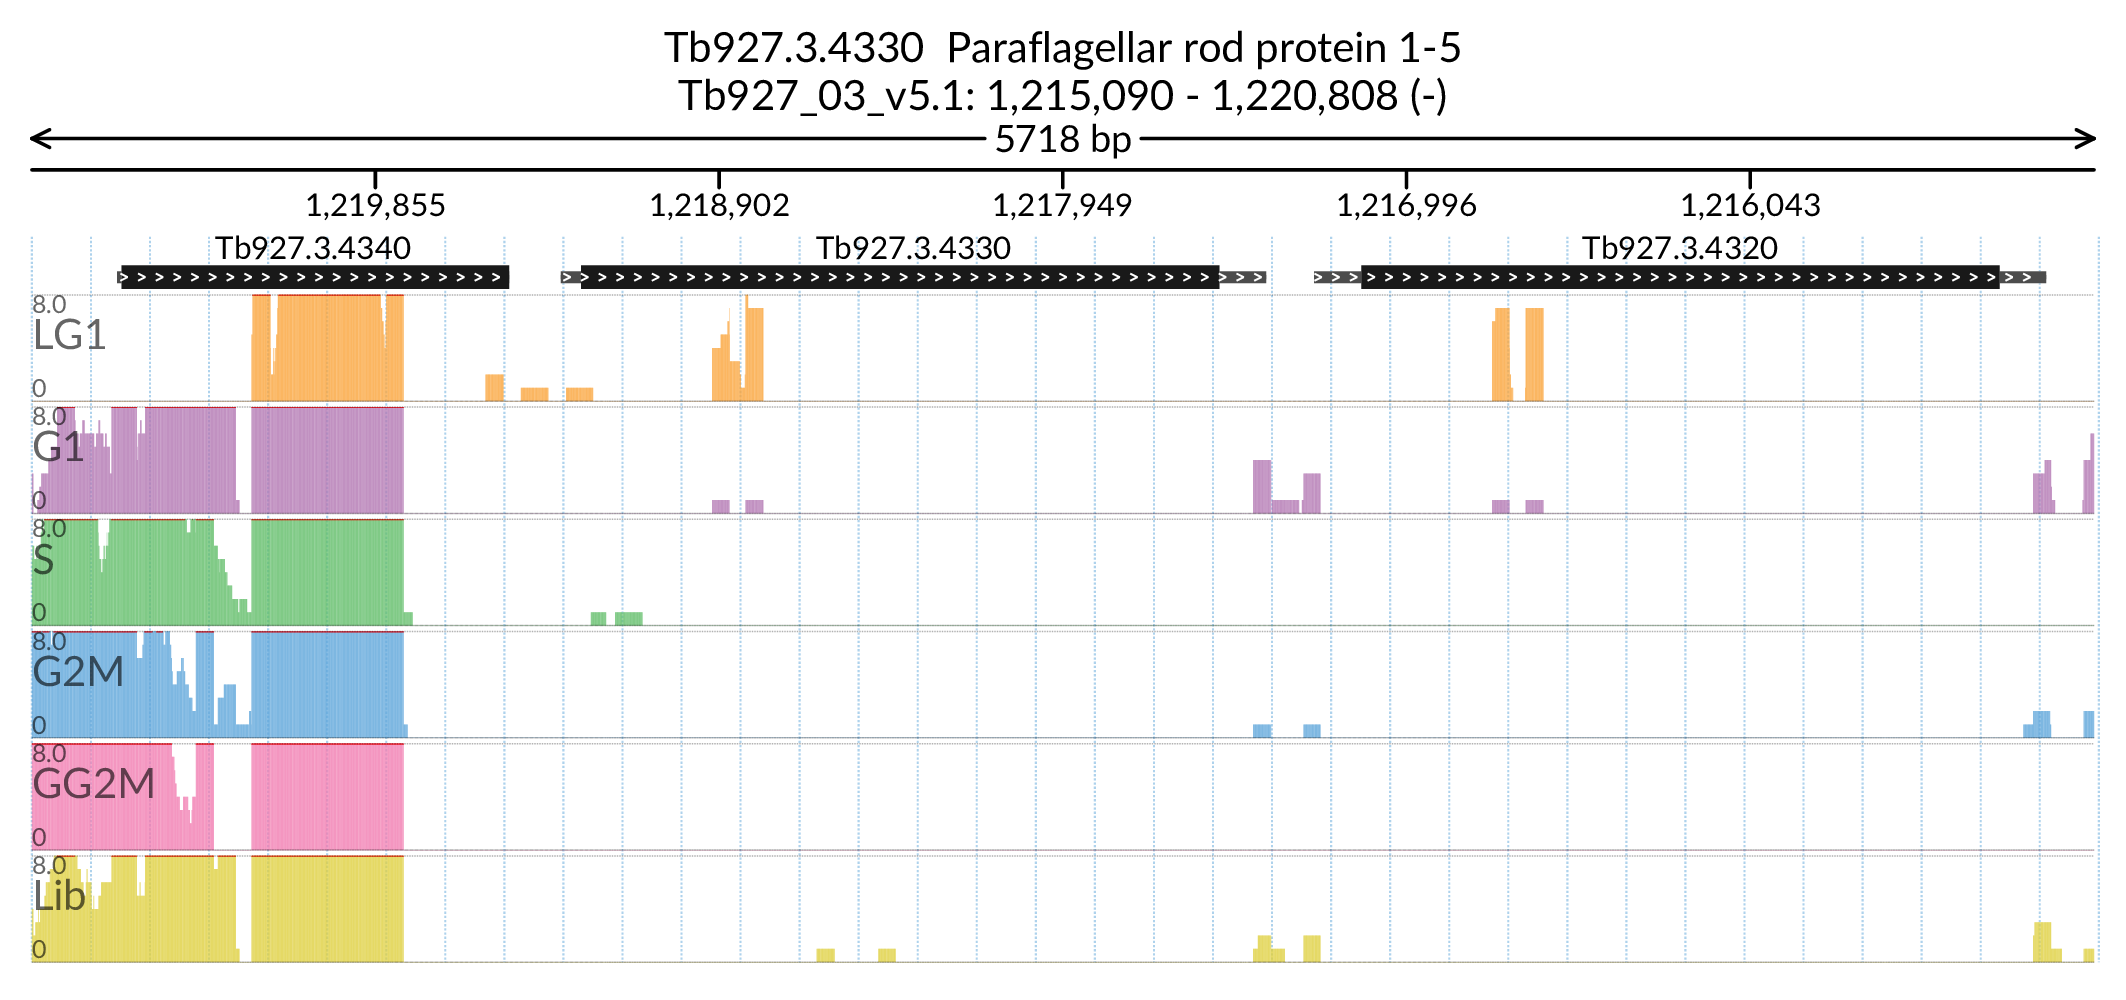 Tb927.3.4330 Paraflagellar rod protein 1-5
Tb927_03_v5.1: 1,215,090 - 1,220,808 (-)
5718 bp
1,219,855 1,218,902 1,217,949 1,216,996 1,216,043
Tb927.3.4340 Tb927.3.4330 Tb927.3.4320
8.0
LG1
0
8.0
G1
0
8.0
S
0
8.0
G2M
0
8.0
GG2M
0
8.0
Lib
0